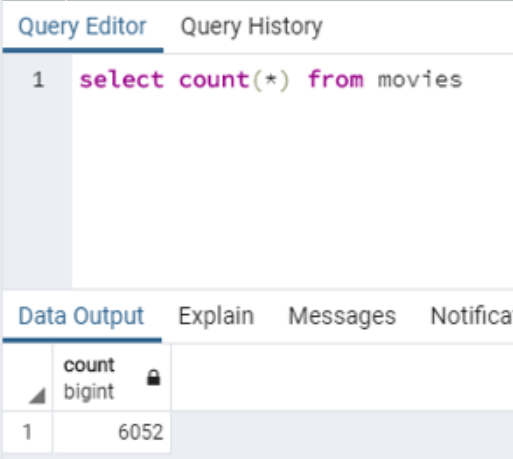 Query Editor Query History
1 select count(*) from movies
Data Output Explain Messages Notifica
count
bigint
1 6052